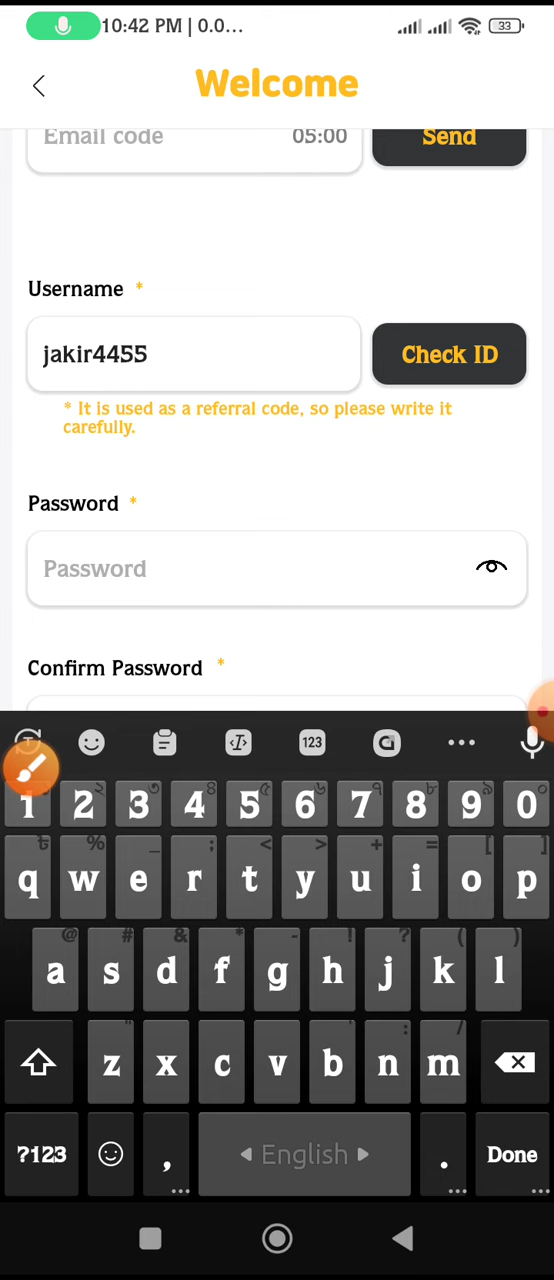 10:42 PM | 0.0...
33
Welcome
Email code 05:00 Send
Username *
jakir4455 Check ID
* It is used as a referral code, so please write it
carefully.
Password *
Password
Confirm Password *
123
1 2 3 4 5 6 7 8 9 0
q w e r t y u i o p
a s d f g h j k l
z x c v b n m
?123 , English . Done